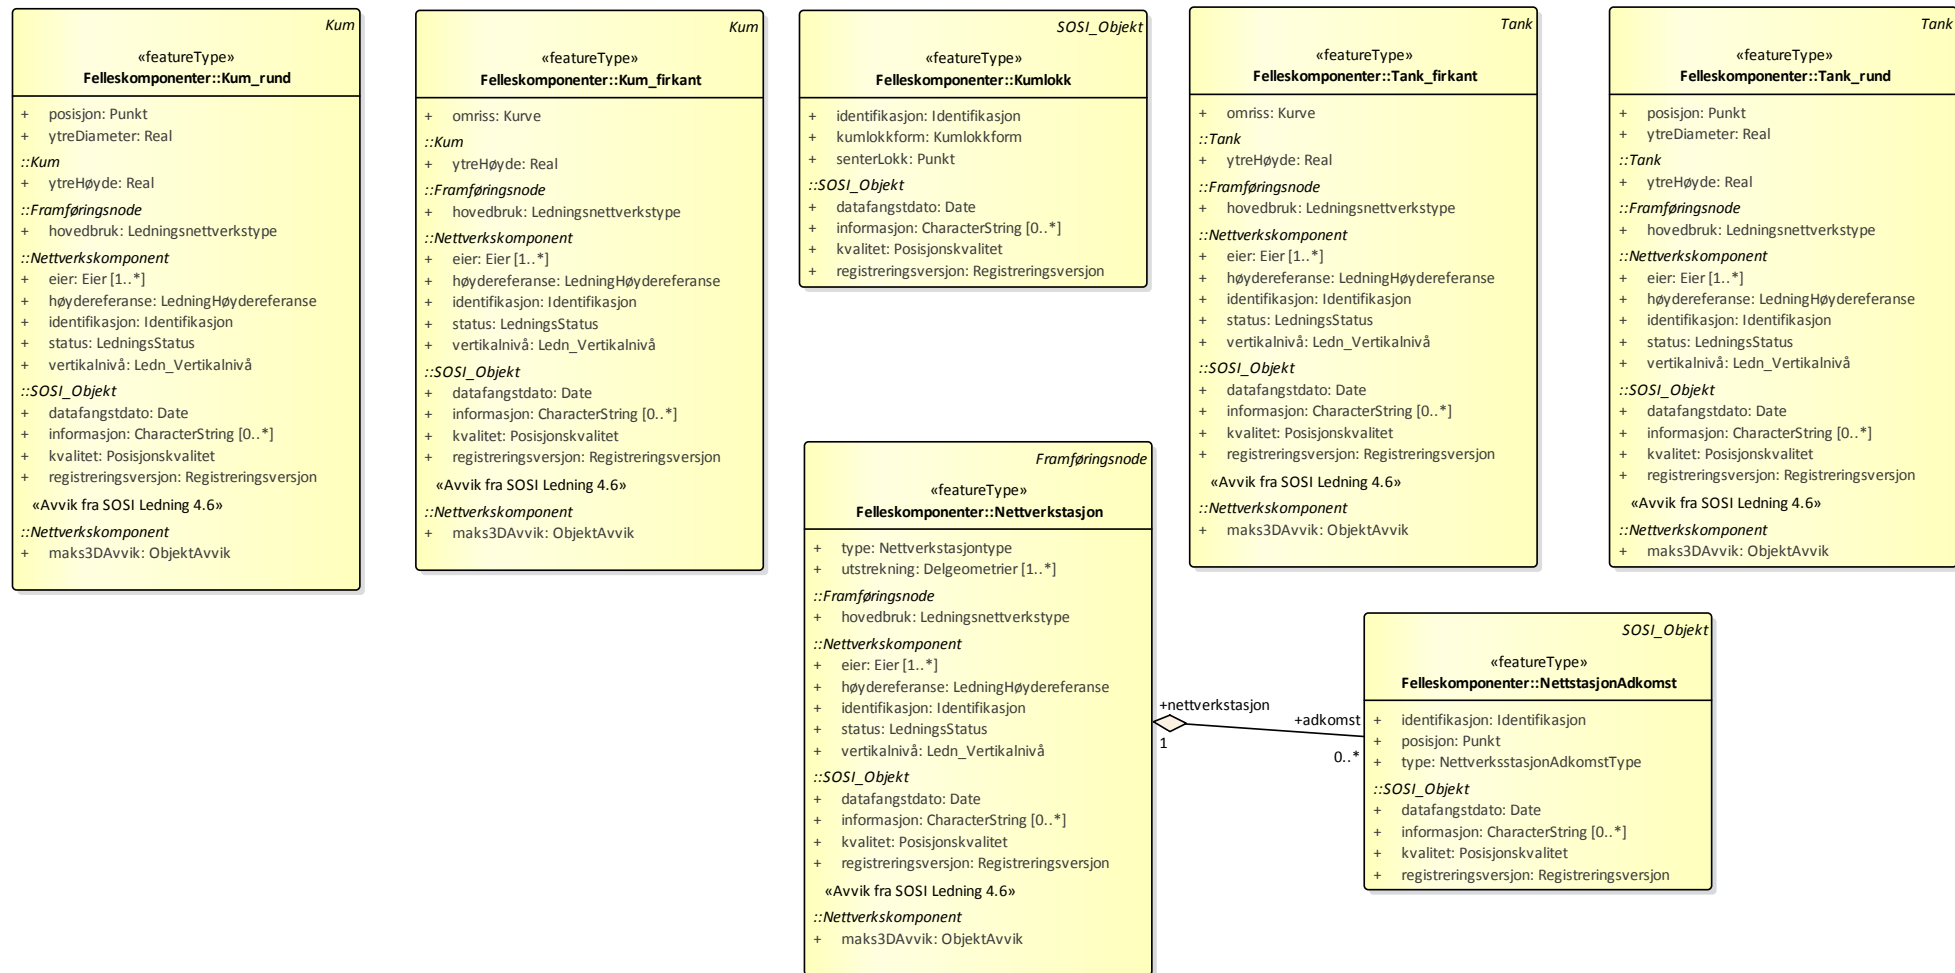 Kum
«featureType»
Felleskomponenter::Kum_rund
+ posisjon: Punkt
+ ytreDiameter: Real
::Kum
+ ytreHøyde: Real
::Framføringsnode
+ hovedbruk: Ledningsnettverkstype
::Nettverkskomponent
+ eier: Eier [1..*]
+ høydereferanse: LedningHøydereferanse
+ identifikasjon: Identifikasjon
+ status: LedningsStatus
+ vertikalnivå: Ledn_Vertikalnivå
::SOSI_Objekt
+ datafangstdato: Date
+ informasjon: CharacterString [0..*]
+ kvalitet: Posisjonskvalitet
+ registreringsversjon: Registreringsversjon
«Avvik fra SOSI Ledning 4.6»
::Nettverkskomponent
+ maks3DAvvik: ObjektAvvik
Kum
«featureType»
Felleskomponenter::Kum_firkant
+ omriss: Kurve
::Kum
+ ytreHøyde: Real
::Framføringsnode
+ hovedbruk: Ledningsnettverkstype
::Nettverkskomponent
+ eier: Eier [1..*]
+ høydereferanse: LedningHøydereferanse
+ identifikasjon: Identifikasjon
+ status: LedningsStatus
+ vertikalnivå: Ledn_Vertikalnivå
::SOSI_Objekt
+ datafangstdato: Date
+ informasjon: CharacterString [0..*]
+ kvalitet: Posisjonskvalitet
+ registreringsversjon: Registreringsversjon
«Avvik fra SOSI Ledning 4.6»
::Nettverkskomponent
+ maks3DAvvik: ObjektAvvik
SOSI_Objekt
«featureType»
Felleskomponenter::Kumlokk
+ identifikasjon: Identifikasjon
+ kumlokkform: Kumlokkform
+ senterLokk: Punkt
::SOSI_Objekt
+ datafangstdato: Date
+ informasjon: CharacterString [0..*]
+ kvalitet: Posisjonskvalitet
+ registreringsversjon: Registreringsversjon
Tank
«featureType»
Felleskomponenter::Tank_firkant
+ omriss: Kurve
::Tank
+ ytreHøyde: Real
::Framføringsnode
+ hovedbruk: Ledningsnettverkstype
::Nettverkskomponent
+ eier: Eier [1..*]
+ høydereferanse: LedningHøydereferanse
+ identifikasjon: Identifikasjon
+ status: LedningsStatus
+ vertikalnivå: Ledn_Vertikalnivå
::SOSI_Objekt
+ datafangstdato: Date
+ informasjon: CharacterString [0..*]
+ kvalitet: Posisjonskvalitet
+ registreringsversjon: Registreringsversjon
«Avvik fra SOSI Ledning 4.6»
::Nettverkskomponent
+ maks3DAvvik: ObjektAvvik
Tank
«featureType»
Felleskomponenter::Tank_rund
+ posisjon: Punkt
+ ytreDiameter: Real
::Tank
+ ytreHøyde: Real
::Framføringsnode
+ hovedbruk: Ledningsnettverkstype
::Nettverkskomponent
+ eier: Eier [1..*]
+ høydereferanse: LedningHøydereferanse
+ identifikasjon: Identifikasjon
+ status: LedningsStatus
+ vertikalnivå: Ledn_Vertikalnivå
::SOSI_Objekt
+ datafangstdato: Date
+ informasjon: CharacterString [0..*]
+ kvalitet: Posisjonskvalitet
+ registreringsversjon: Registreringsversjon
«Avvik fra SOSI Ledning 4.6»
::Nettverkskomponent
+ maks3DAvvik: ObjektAvvik
Framføringsnode
«featureType»
Felleskomponenter::Nettverkstasjon
+ type: Nettverkstasjontype
+ utstrekning: Delgeometrier [1..*]
::Framføringsnode
+ hovedbruk: Ledningsnettverkstype
::Nettverkskomponent
+ eier: Eier [1..*]
+ høydereferanse: LedningHøydereferanse
+ identifikasjon: Identifikasjon
+ status: LedningsStatus
+ vertikalnivå: Ledn_Vertikalnivå
::SOSI_Objekt
+ datafangstdato: Date
+ informasjon: CharacterString [0..*]
+ kvalitet: Posisjonskvalitet
+ registreringsversjon: Registreringsversjon
«Avvik fra SOSI Ledning 4.6»
::Nettverkskomponent
+ maks3DAvvik: ObjektAvvik
+nettverkstasjon
1
+adkomst
0..*
SOSI_Objekt
«featureType»
Felleskomponenter::NettstasjonAdkomst
+ identifikasjon: Identifikasjon
+ posisjon: Punkt
+ type: NettverksstasjonAdkomstType
::SOSI_Objekt
+ datafangstdato: Date
+ informasjon: CharacterString [0..*]
+ kvalitet: Posisjonskvalitet
+ registreringsversjon: Registreringsversjon